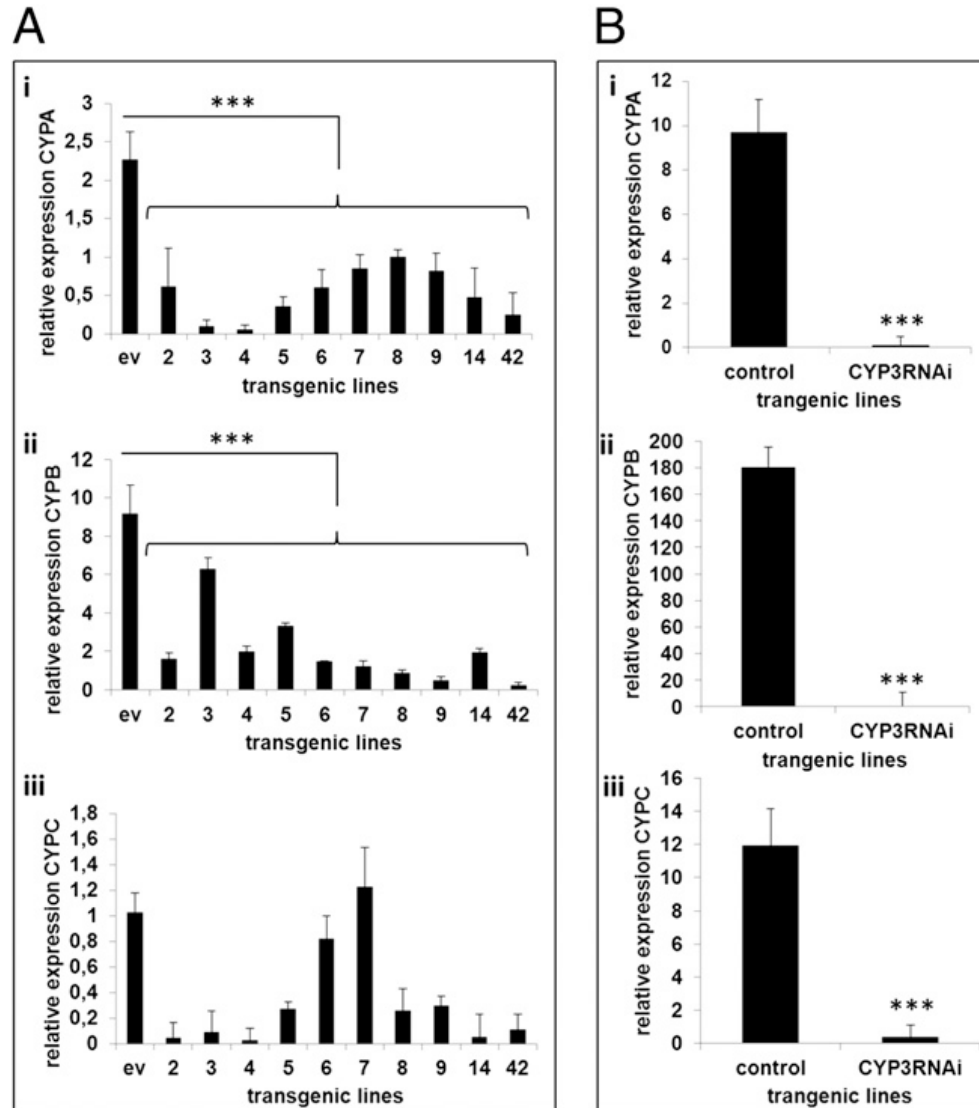 A
i
relative expression CYPA
3
2,5
2
1,5
1
0,5
0
***
ev 2 3 4 5 6 7 8 9 14 42
transgenic lines
ii
relative expression CYPB
12
10
8
6
4
2
0
***
ev 2 3 4 5 6 7 8 9 14 42
transgenic lines
iii
relative expression CYPC
1,8
1,6
1,4
1,2
1
0,8
0,6
0,4
0,2
0
ev 2 3 4 5 6 7 8 9 14 42
transgenic lines
B
i
relative expression CYPA
12
10
8
6
4
2
0
***
control CYP3RNAi
trangenic lines
ii
relative expression CYPB
200
180
160
140
120
100
80
60
40
20
0
***
control CYP3RNAi
trangenic lines
iii
relative expression CYPC
16
14
12
10
8
6
4
2
0
***
control CYP3RNAi
trangenic lines